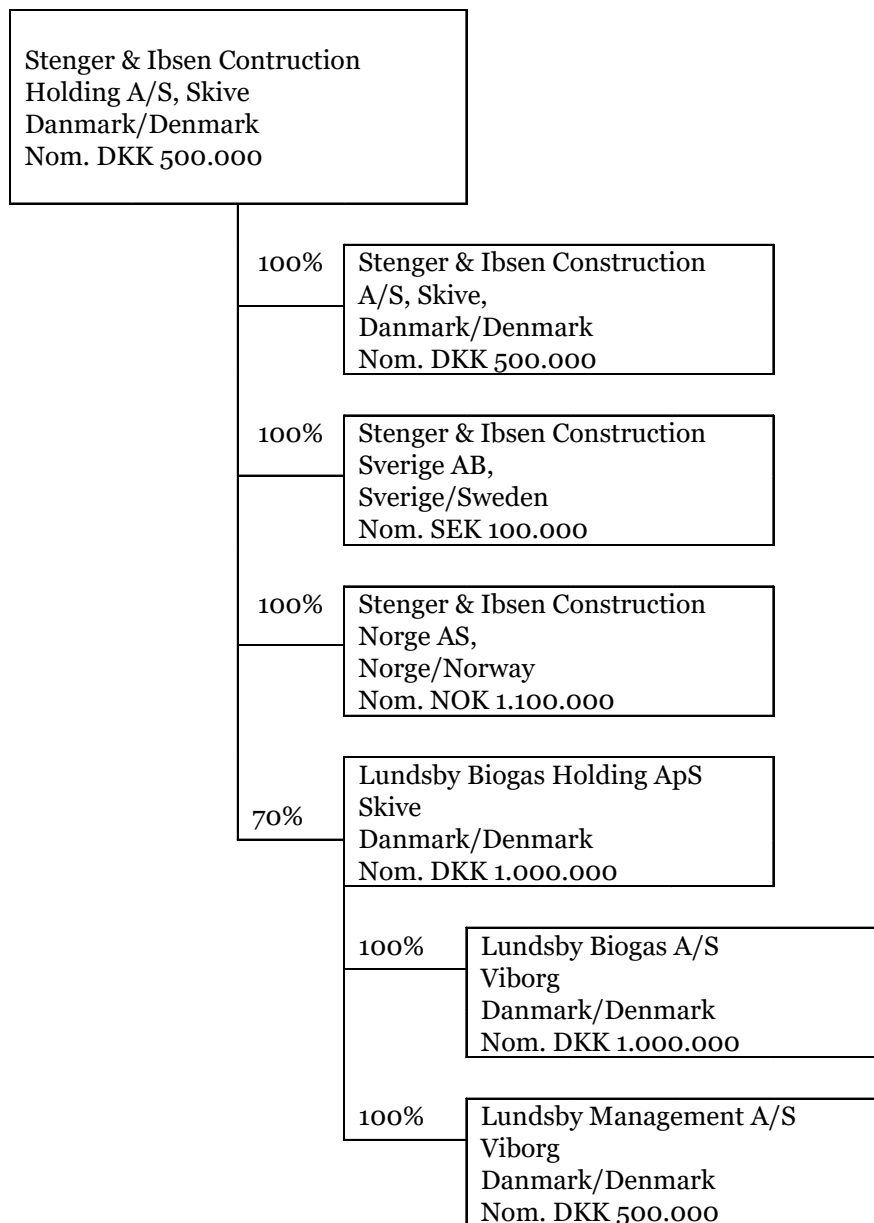 Stenger & Ibsen Contruction
Holding A/S, Skive
Danmark/Denmark
Nom. DKK 500.000
100%
Stenger & Ibsen Construction
A/S, Skive,
Danmark/Denmark
Nom. DKK 500.000
100%
Stenger & Ibsen Construction
Sverige AB,
Sverige/Sweden
Nom. SEK 100.000
100%
Stenger & Ibsen Construction
Norge AS,
Norge/Norway
Nom. NOK 1.100.000
70%
Lundsby Biogas Holding ApS
Skive
Danmark/Denmark
Nom. DKK 1.000.000
100%
Lundsby Biogas A/S
Viborg
Danmark/Denmark
Nom. DKK 1.000.000
100%
Lundsby Management A/S
Viborg
Danmark/Denmark
Nom. DKK 500.000